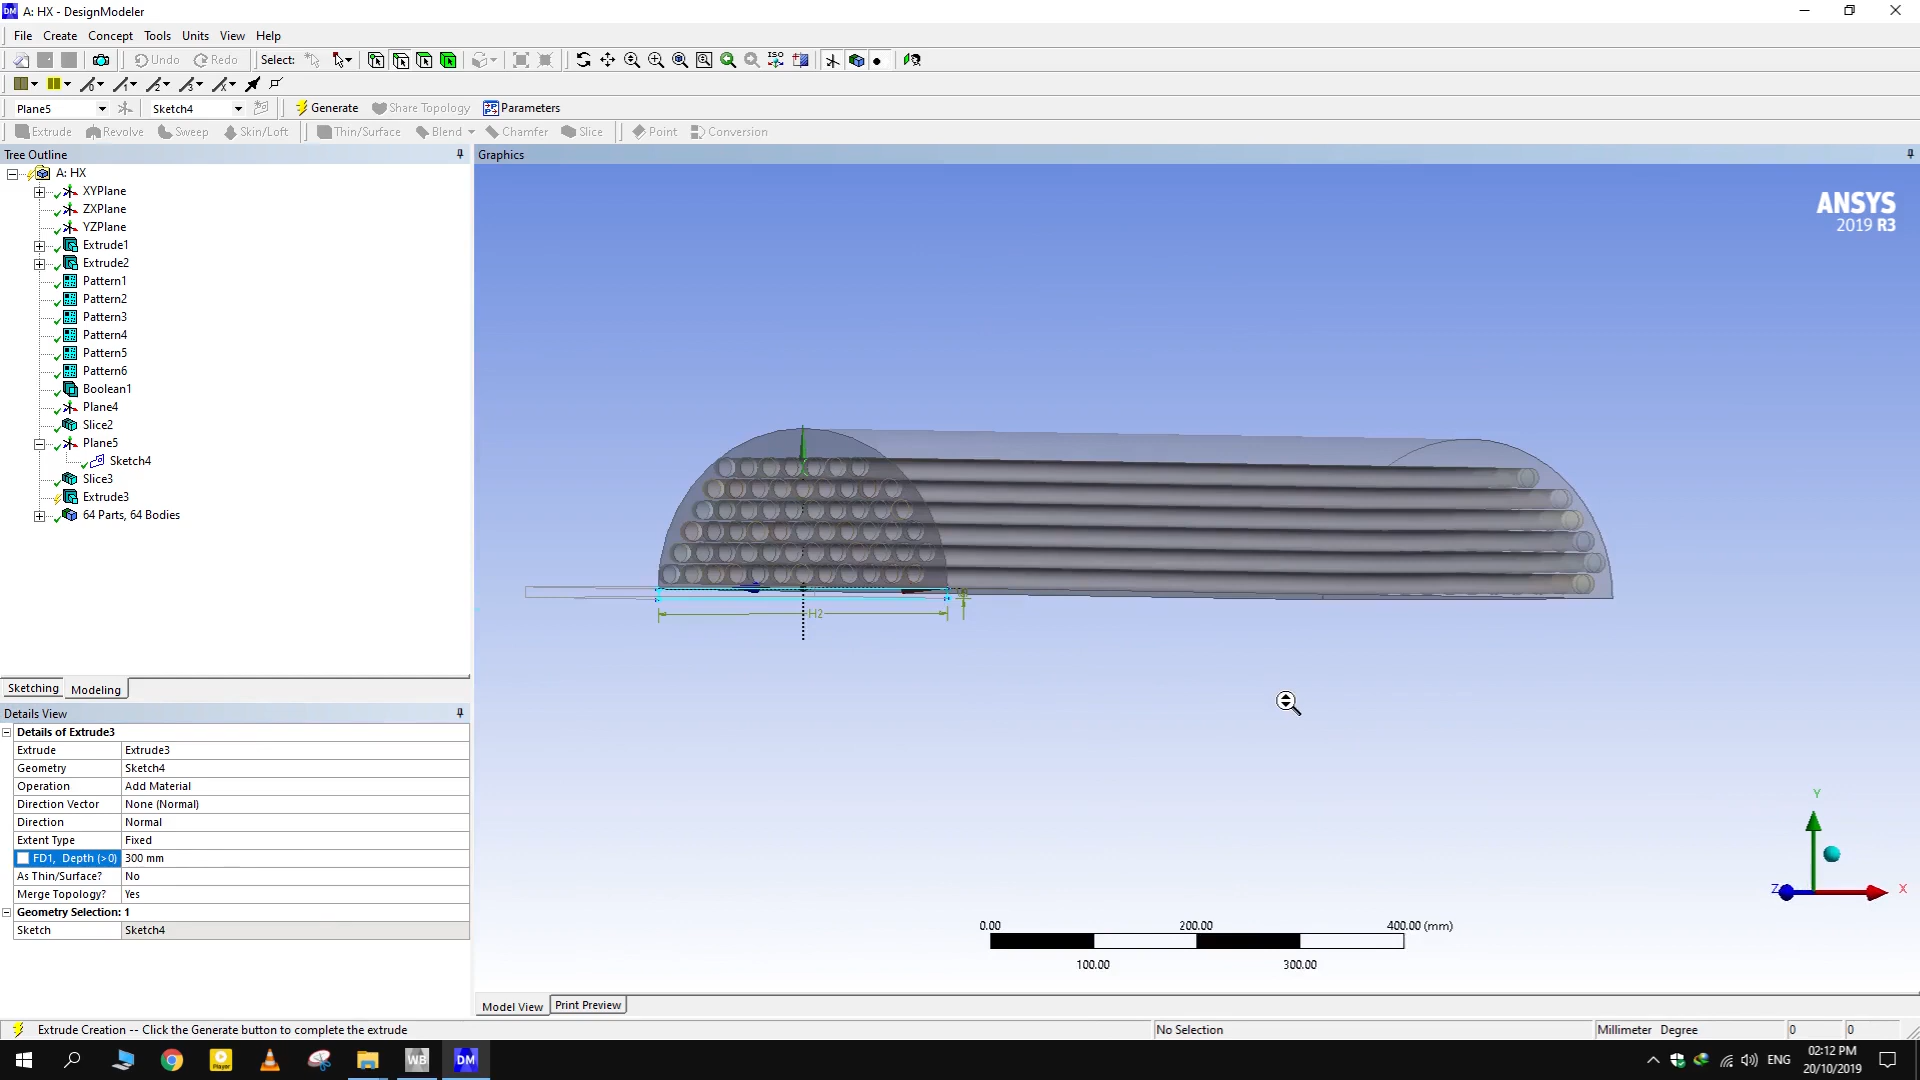 A: HX - DesignModeler
File Create Concept Tools Units View Help
Undo Redo Select:
Plane5 Sketch4 Generate Share Topology Parameters
Extrude Revolve Sweep Skin/Loft Thin/Surface Blend Chamfer Slice Point Conversion
Tree Outline
Graphics
A: HX
XYPlane
ZXPlane
YZPlane
Extrude1
Extrude2
Pattern1
Pattern2
Pattern3
Pattern4
Pattern5
Pattern6
Boolean1
Plane4
Slice2
Plane5
Sketch4
Slice3
Extrude3
64 Parts, 64 Bodies
ANSYS
2019 R3
H2
Y
Z
X
0.00 200.00 400.00 (mm)
100.00 300.00
Sketching Modeling
Details View
Details of Extrude3
Extrude Extrude3
Geometry Sketch4
Operation Add Material
Direction Vector None (Normal)
Direction Normal
Extent Type Fixed
FD1, Depth (>0) 300 mm
As Thin/Surface? No
Merge Topology? Yes
Geometry Selection: 1
Sketch Sketch4
Model View Print Preview
Extrude Creation -- Click the Generate button to complete the extrude
No Selection
Millimeter Degree 0 0
ISO
DM
Player
WB
DM
ENG
02:12 PM
20/10/2019